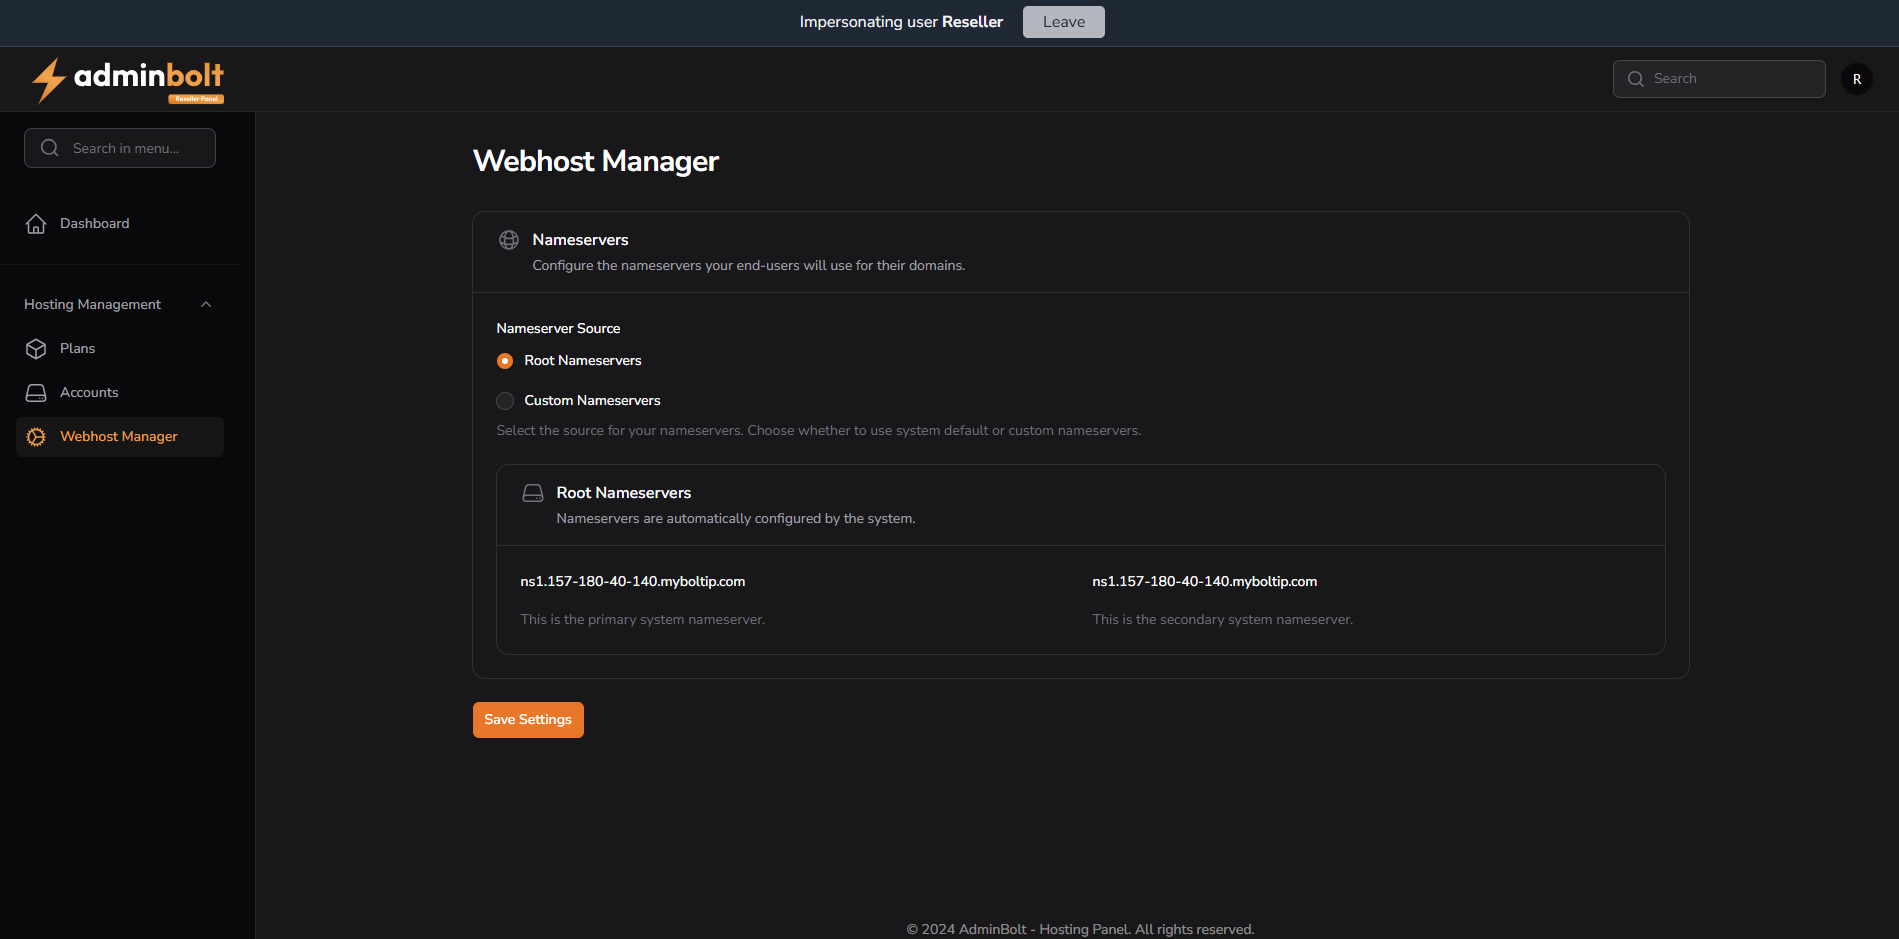 Impersonating user Reseller
Leave
adminbolt
Reseller Panel
Search
R
Search in menu...
Dashboard
Hosting Management
Plans
Accounts
Webhost Manager
Webhost Manager
Nameservers
Configure the nameservers your end-users will use for their domains.
Nameserver Source
Root Nameservers
Custom Nameservers
Select the source for your nameservers. Choose whether to use system default or custom nameservers.
Root Nameservers
Nameservers are automatically configured by the system.
ns1.157-180-40-140.myboltip.com
This is the primary system nameserver.
ns1.157-180-40-140.myboltip.com
This is the secondary system nameserver.
Save Settings
© 2024 AdminBolt - Hosting Panel. All rights reserved.